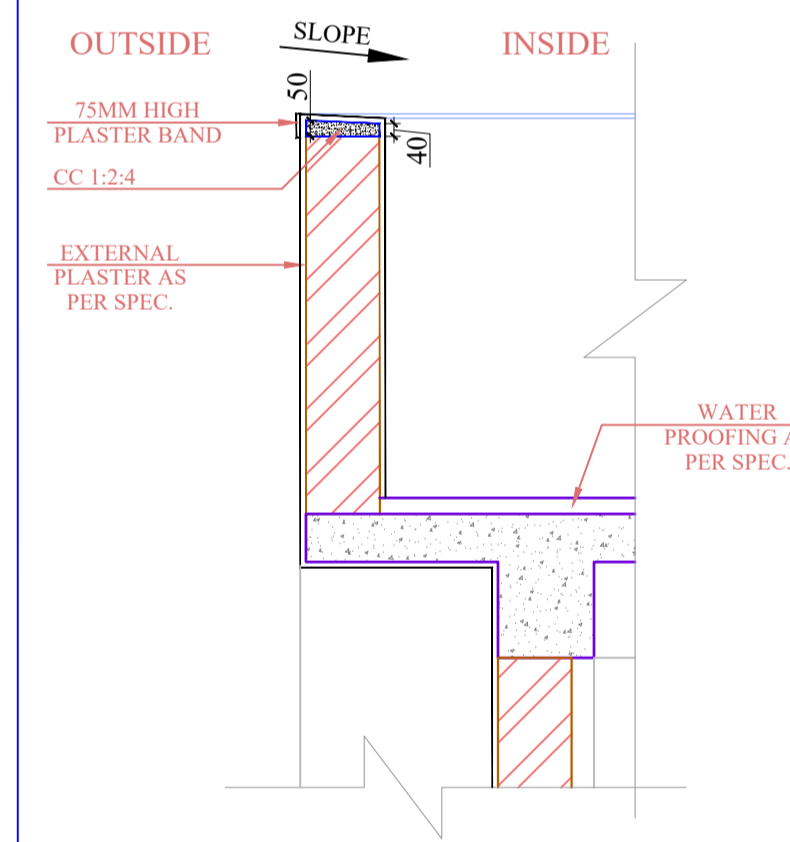 OUTSIDE
SLOPE
INSIDE
50
75MM HIGH
PLASTER BAND
40
CC 1:2:4
EXTERNAL
PLASTER AS
PER SPEC.
WATER
PROOFING A
PER SPEC.